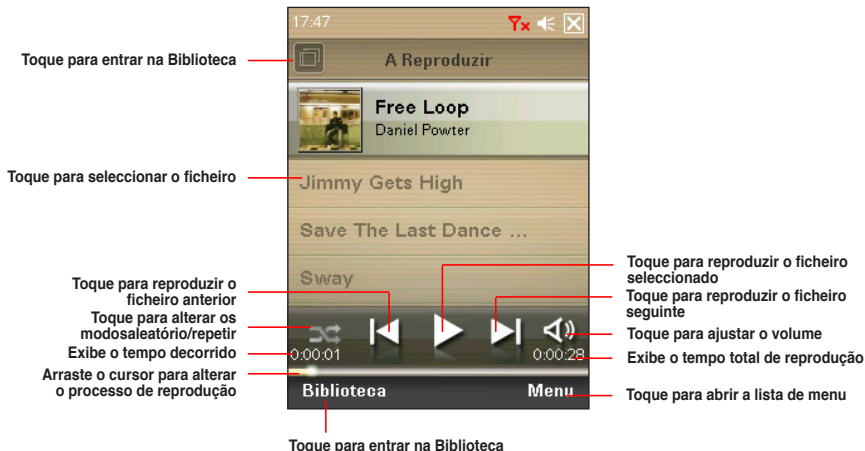 17:47
Toque para entrar na Biblioteca
A Reproduzir
Free Loop
Daniel Powter
Toque para seleccionar o ficheiro
Jimmy Gets High
Save The Last Dance ...
Sway
Toque para reproduzir o
ficheiro anterior
Toque para alterar os
modosaleatório/repetir
Exibe o tempo decorrido
0:00:01
Arraste o cursor para alterar
o processo de reprodução
Toque para reproduzir o ficheiro
seleccionado
Toque para reproduzir o ficheiro
seguinte
Toque para ajustar o volume
0:00:28
Exibe o tempo total de reprodução
Biblioteca
Menu
Toque para abrir a lista de menu
Toque para entrar na Biblioteca